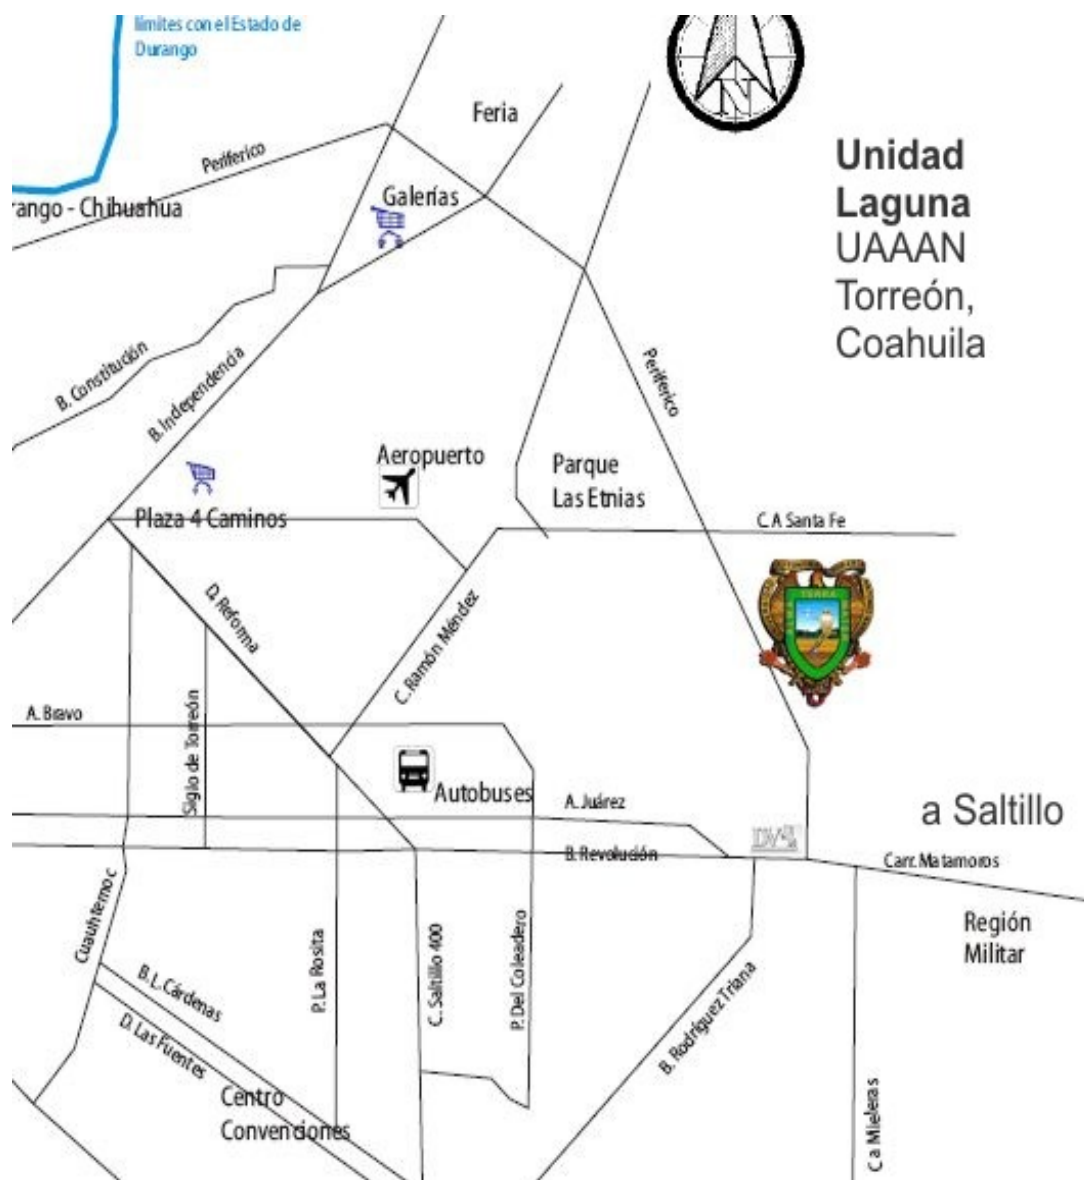 límites con el Estado de
Durango
N
Feria
Periferico
Unidad
Laguna
UAAAN
Torreón,
Coahuila
rango - Chihuahua
Galerías
B. Constitución
B. Independencia
Periferico
Aeropuerto
Parque
Las Etnias
Plaza 4 Caminos
C.A Santa Fe
D. Reforma
C. Ramón Méndez
TERRA
A. Bravo
Siglo de Torreón
Autobuses
A. Juárez
a Saltillo
B. Revolución
Carr. Matamoros
Cuauhtemoc
Región
Militar
P. La Rosita
C. Saltillo 400
P. Del Coleadero
B. L. Cárdenas
D. Las Fuentes
B. Rodríguez Triana
Centro
Convenciones
C a Mieleras